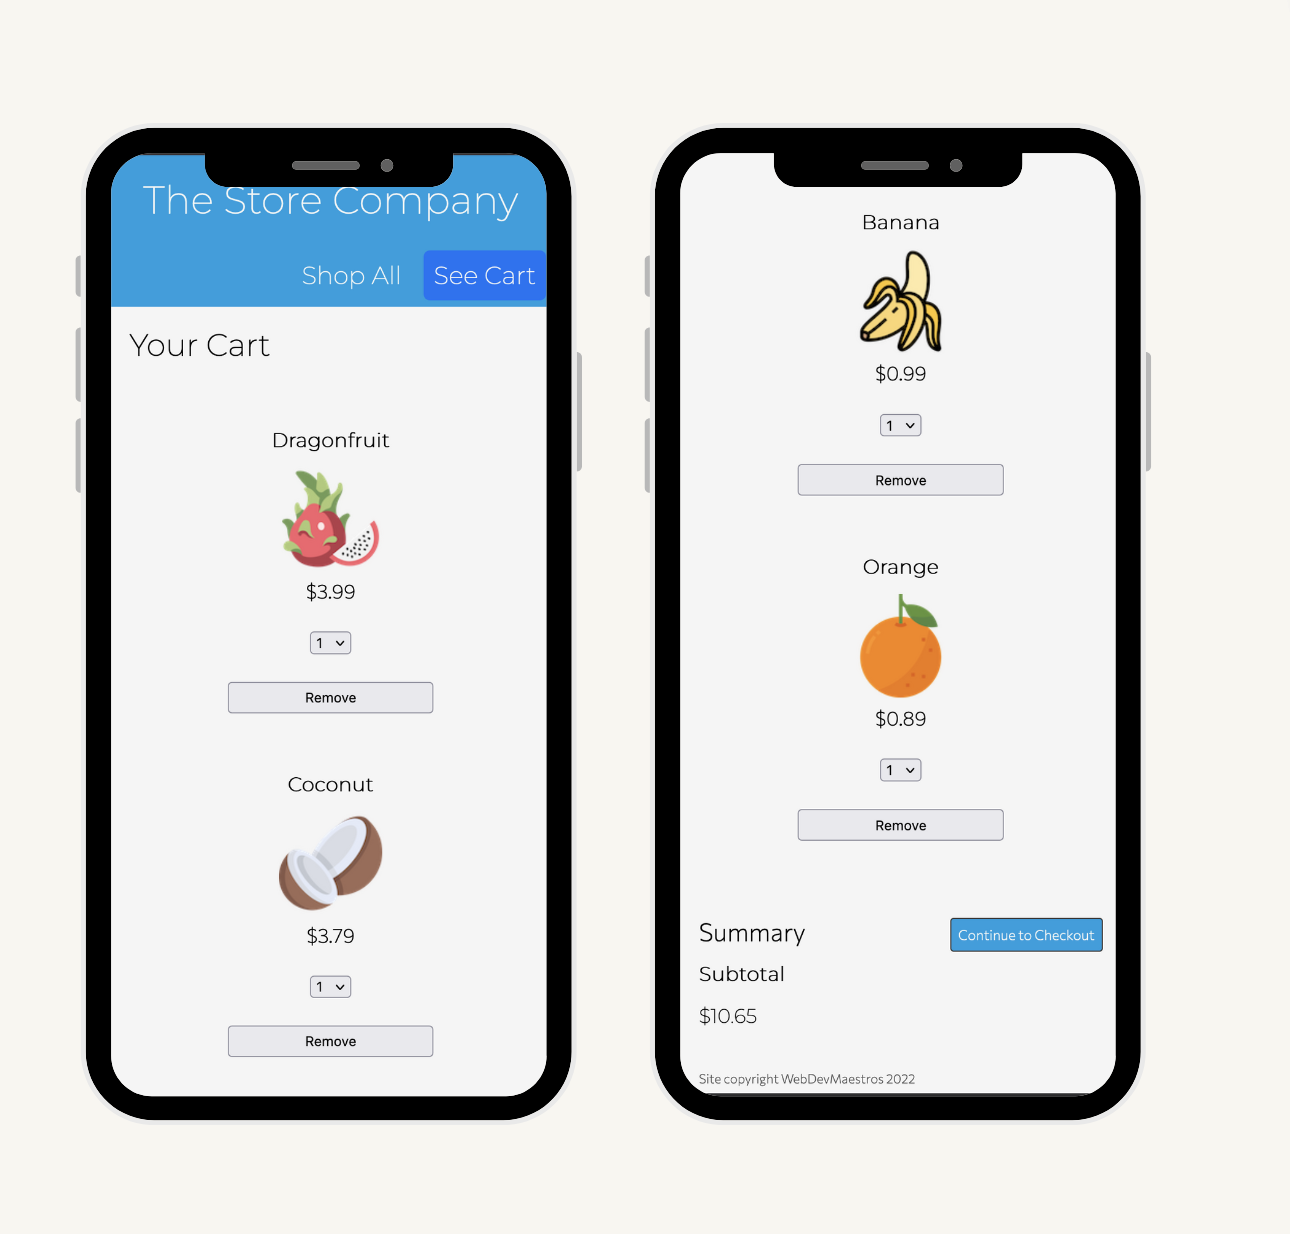 The Store Company
Shop All See Cart
Your Cart
Dragonfruit
$3.99
1
Remove
Coconut
$3.79
1
Remove
Banana
$0.99
1
Remove
Orange
$0.89
1
Remove
Summary
Continue to Checkout
Subtotal
$10.65
Site copyright WebDevMaestros 2022